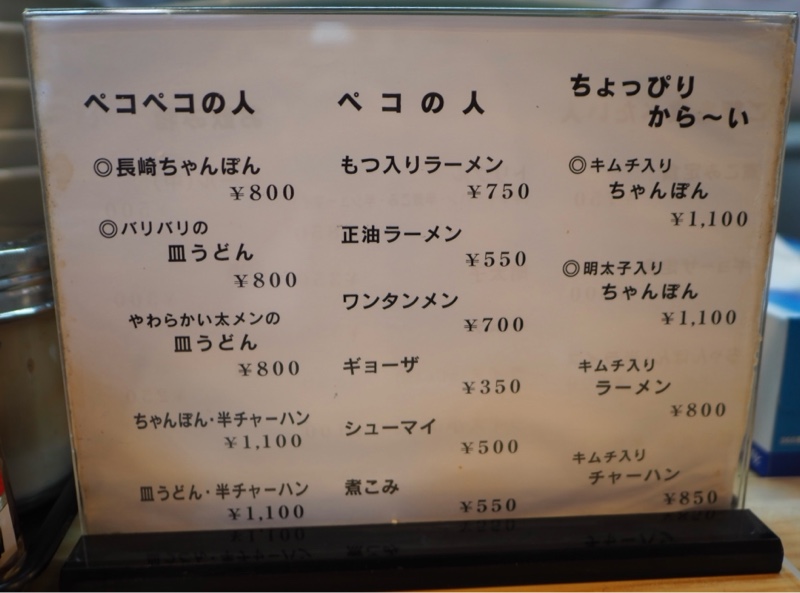 ペコペコの人
◎長崎ちゃんぽん
¥800
◎バリバリの
皿うどん
¥800
やわらかい太メンの
皿うどん
¥800
ちゃんぽん・半チャーハン
¥1,100
皿うどん・半チャーハン
¥1,100
ペコの人
もつ入りラーメン
¥750
正油ラーメン
¥550
ワンタンメン
¥700
ギョーザ
¥350
シューマイ
¥500
煮こみ
¥550
ちょっぴり
から～い
◎キムチ入り
ちゃんぽん
¥1,100
◎明太子入り
ちゃんぽん
¥1,100
キムチ入り
ラーメン
¥800
キムチ入り
チャーハン
¥850